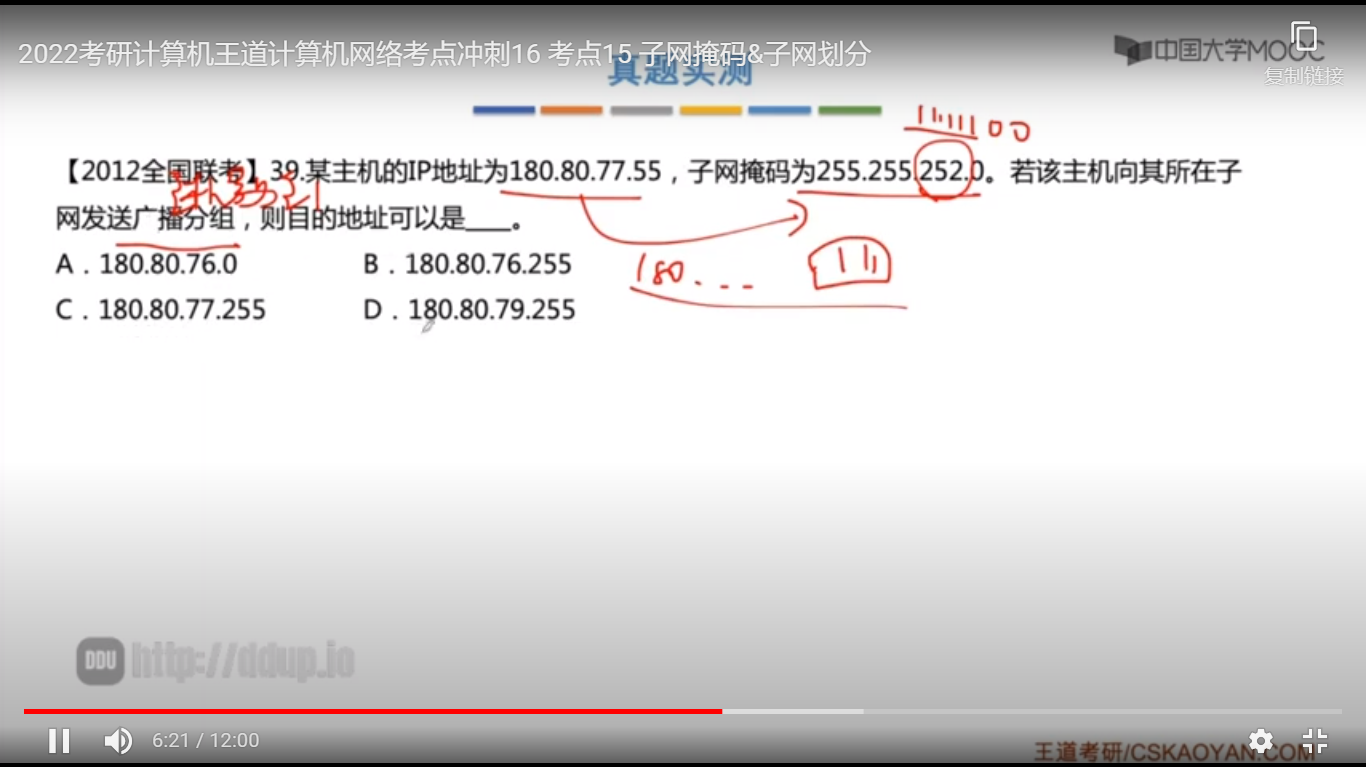 2022考研计算机王道计算机网络考点冲刺16 考点15 子网掩码&子网划分
中国大学MOOC
复制链接
真题实测
11111100
【2012全国联考】39.某主机的IP地址为180.80.77.55，子网掩码为255.255.252.0。若该主机向其所在子
网发送广播分组，则目的地址可以是____。
A．180.80.76.0
B．180.80.76.255
180. . .
C．180.80.77.255
D．180.80.79.255
DDU http://ddup.io
6:21 / 12:00
王道考研/CSKAOYAN.COM